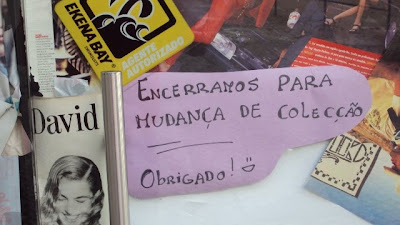 EKENA BAY
AGENTE
AUTORIZADO
David
ENCERRAMOS PARA
MUDANÇA DE COLECÇÃO
OBRIGADO!